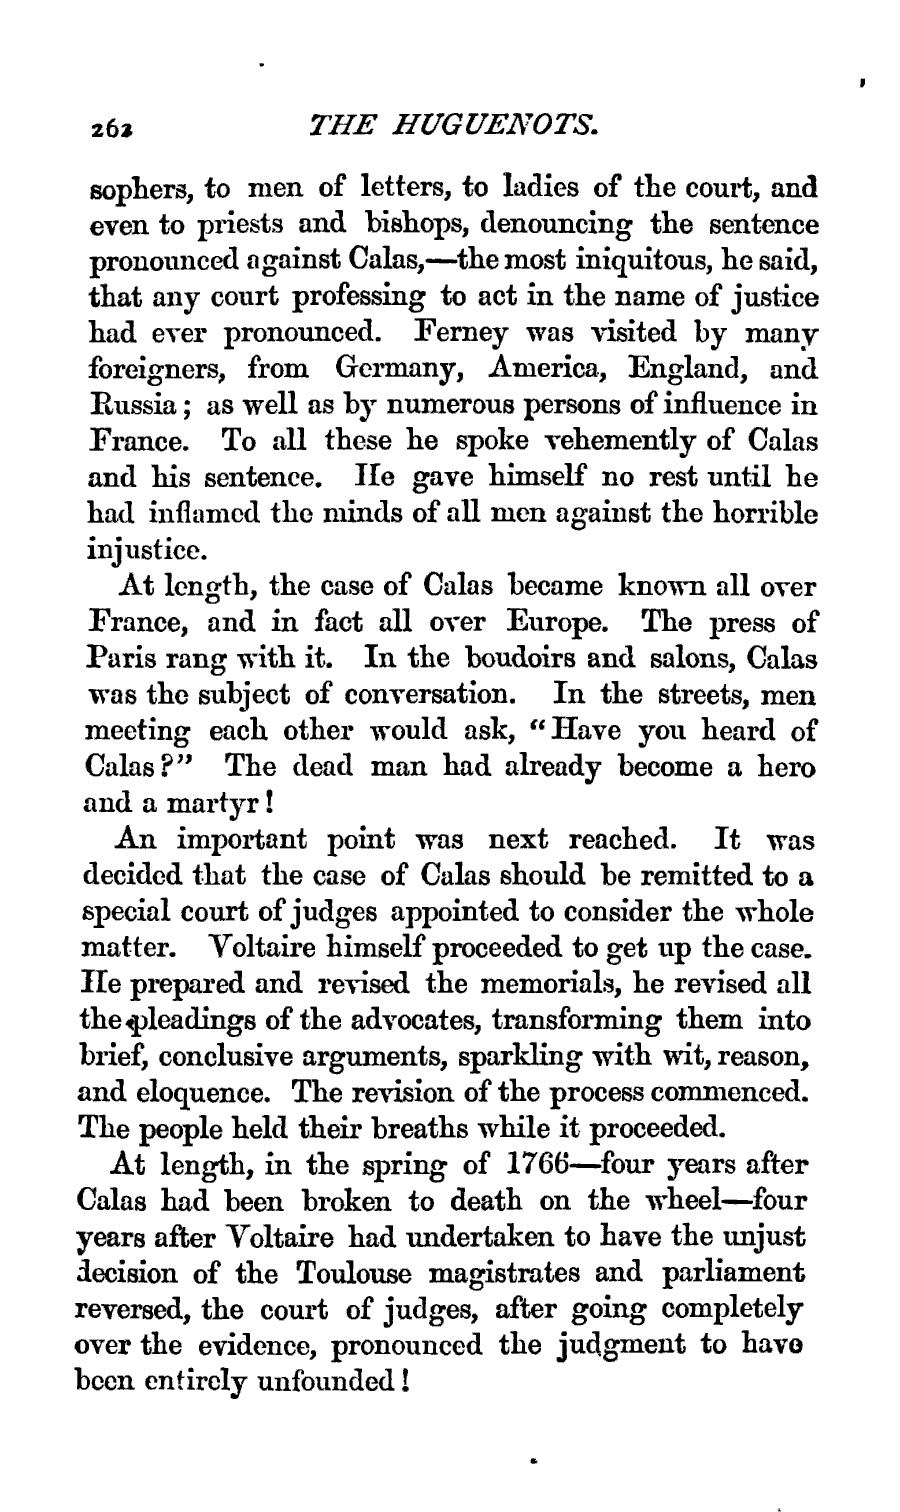 262 THE HUGUENOTS.
sophers, to men of letters, to ladies of the court, and
even to priests and bishops, denouncing the sentence
pronounced against Calas,—the most iniquitous, he said,
that any court professing to act in the name of justice
had ever pronounced. Ferney was visited by many
foreigners, from Germany, America, England, and
Russia; as well as by numerous persons of influence in
France. To all these he spoke vehemently of Calas
and his sentence. He gave himself no rest until he
had inflamed the minds of all men against the horrible
injustice.
At length, the case of Calas became known all over
France, and in fact all over Europe. The press of
Paris rang with it. In the boudoirs and salons, Calas
was the subject of conversation. In the streets, men
meeting each other would ask, “Have you heard of
Calas?” The dead man had already become a hero
and a martyr!
An important point was next reached. It was
decided that the case of Calas should be remitted to a
special court of judges appointed to consider the whole
matter. Voltaire himself proceeded to get up the case.
He prepared and revised the memorials, he revised all
the pleadings of the advocates, transforming them into
brief, conclusive arguments, sparkling with wit, reason,
and eloquence. The revision of the process commenced.
The people held their breaths while it proceeded.
At length, in the spring of 1766—four years after
Calas had been broken to death on the wheel—four
years after Voltaire had undertaken to have the unjust
decision of the Toulouse magistrates and parliament
reversed, the court of judges, after going completely
over the evidence, pronounced the judgment to have
been entirely unfounded!